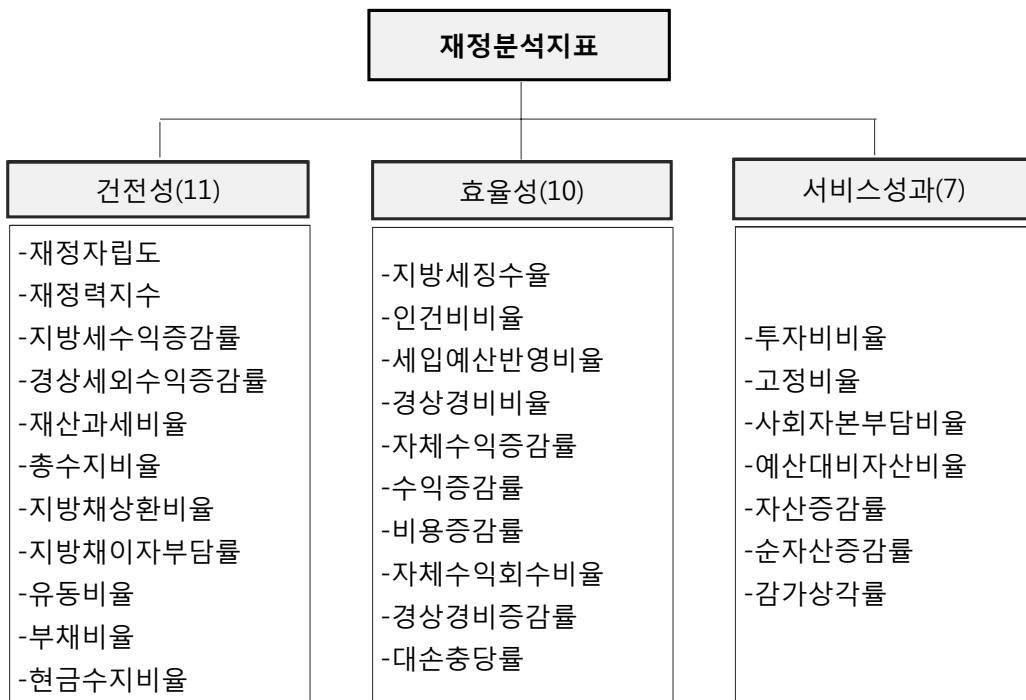 재정분석지표
건전성(11)
-재정자립도
-재정력지수
-지방세수익증감률
-경상세외수익증감률
-재산과세비율
-총수지비율
-지방채상환비율
-지방채이자부담률
-유동비율
-부채비율
-현금수지비율
효율성(10)
-지방세징수율
-인건비비율
-세입예산반영비율
-경상경비비율
-자체수익증감률
-수익증감률
-비용증감률
-자체수익회수비율
-경상경비증감률
-대손충당률
서비스성과(7)
-투자비비율
-고정비율
-사회자본부담비율
-예산대비자산비율
-자산증감률
-순자산증감률
-감가상각률